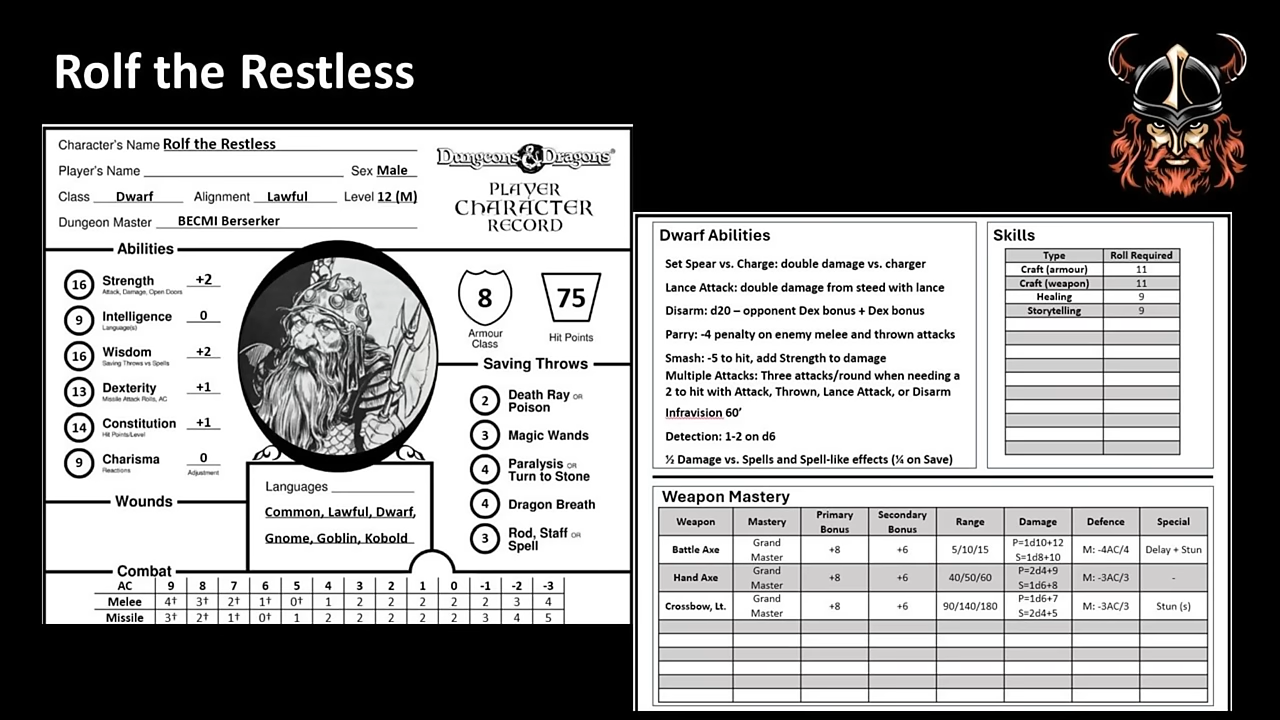 Rolf the Restless
Character's Name Rolf the Restless
Player's Name
Sex Male
Class Dwarf Alignment Lawful Level 12 (M)
Dungeon Master BECMI Berserker
Dungeons & Dragons®
PLAYER
CHARACTER
RECORD
Abilities
16 Strength +2
Attack, Damage, Open Doors
9 Intelligence 0
Language(s)
16 Wisdom +2
Saving Throws vs Spells
13 Dexterity +1
Missile Attack Rolls, AC
14 Constitution +1
Hit Points/Level
9 Charisma 0
Reactions Adjustment
8
Armour
Class
75
Hit Points
Saving Throws
2 Death Ray OR
Poison
3 Magic Wands
4 Paralysis OR
Turn to Stone
4 Dragon Breath
3 Rod, Staff OR
Spell
Wounds
Languages
Common, Lawful, Dwarf,
Gnome, Goblin, Kobold
Combat
AC 9 8 7 6 5 4 3 2 1 0 -1 -2 -3
Melee 4† 3† 2† 1† 0† 1 2 2 2 2 2 3 4
Missile 3† 2† 1† 0† 1 2 2 2 2 2 3 4 5
Dwarf Abilities
Set Spear vs. Charge: double damage vs. charger
Lance Attack: double damage from steed with lance
Disarm: d20 – opponent Dex bonus + Dex bonus
Parry: -4 penalty on enemy melee and thrown attacks
Smash: -5 to hit, add Strength to damage
Multiple Attacks: Three attacks/round when needing a
2 to hit with Attack, Thrown, Lance Attack, or Disarm
Infravision 60’
Detection: 1-2 on d6
½ Damage vs. Spells and Spell-like effects (¼ on Save)
Skills
Type Roll Required
Craft (armour) 11
Craft (weapon) 11
Healing 9
Storytelling 9
Weapon Mastery
Weapon Mastery Primary Bonus Secondary Bonus Range Damage Defence Special
Battle Axe Grand Master +8 +6 5/10/15 P=1d10+12 S=1d8+10 M: -4AC/4 Delay + Stun
Hand Axe Grand Master +8 +6 40/50/60 P=2d4+9 S=1d6+8 M: -3AC/3 -
Crossbow, Lt. Grand Master +8 +6 90/140/180 P=1d6+7 S=2d4+5 M: -3AC/3 Stun (s)